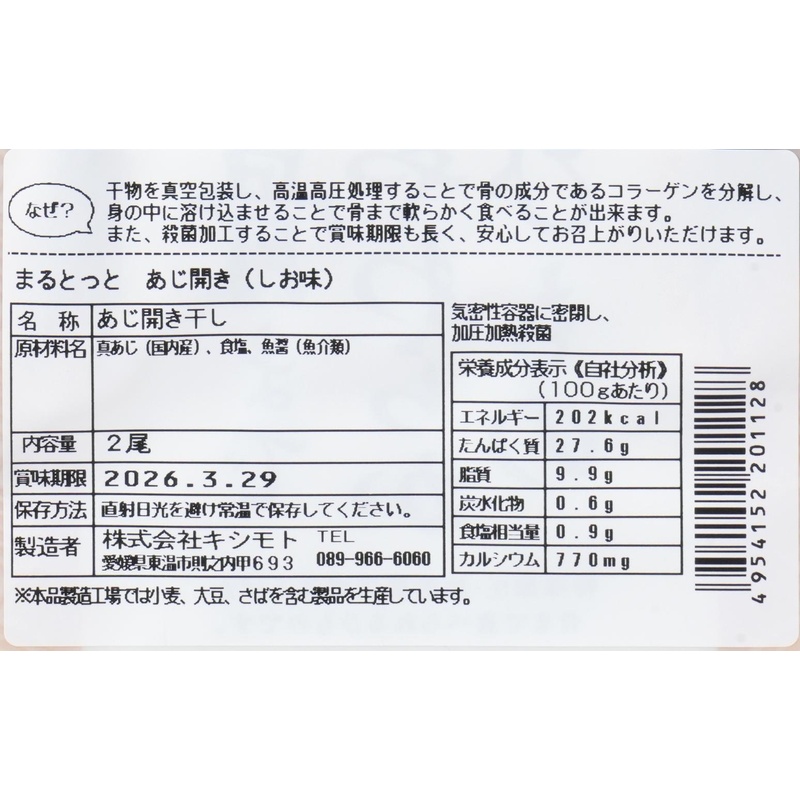 なぜ?
干物を真空包装し、高温高圧処理することで骨の成分であるコラーゲンを分解し、
身の中に溶け込ませることで骨まで軟らかく食べることが出来ます。
また、殺菌加工することで賞味期限も長く、安心してお召上がりいただけます。
まるとっと あじ開き(しお味)
名 称 あじ開き干し
原材料名 真あじ(国内産)、食塩、魚醤(魚介類)
内容量 2尾
賞味期限 2026.3.29
保存方法 直射日光を避け常温で保存してください。
製造者 株式会社キシモト TEL
愛媛県東温市則之内甲693 089-966-6060
※本品製造工場では小麦、大豆、さばを含む製品を生産しています。
気密性容器に密閉し、
加圧加熱殺菌
栄養成分表示《自社分析》
(100gあたり)
エネルギー 202kcal
たんぱく質 27.6g
脂質 9.9g
炭水化物 0.6g
食塩相当量 0.9g
カルシウム 770mg
4954152201128